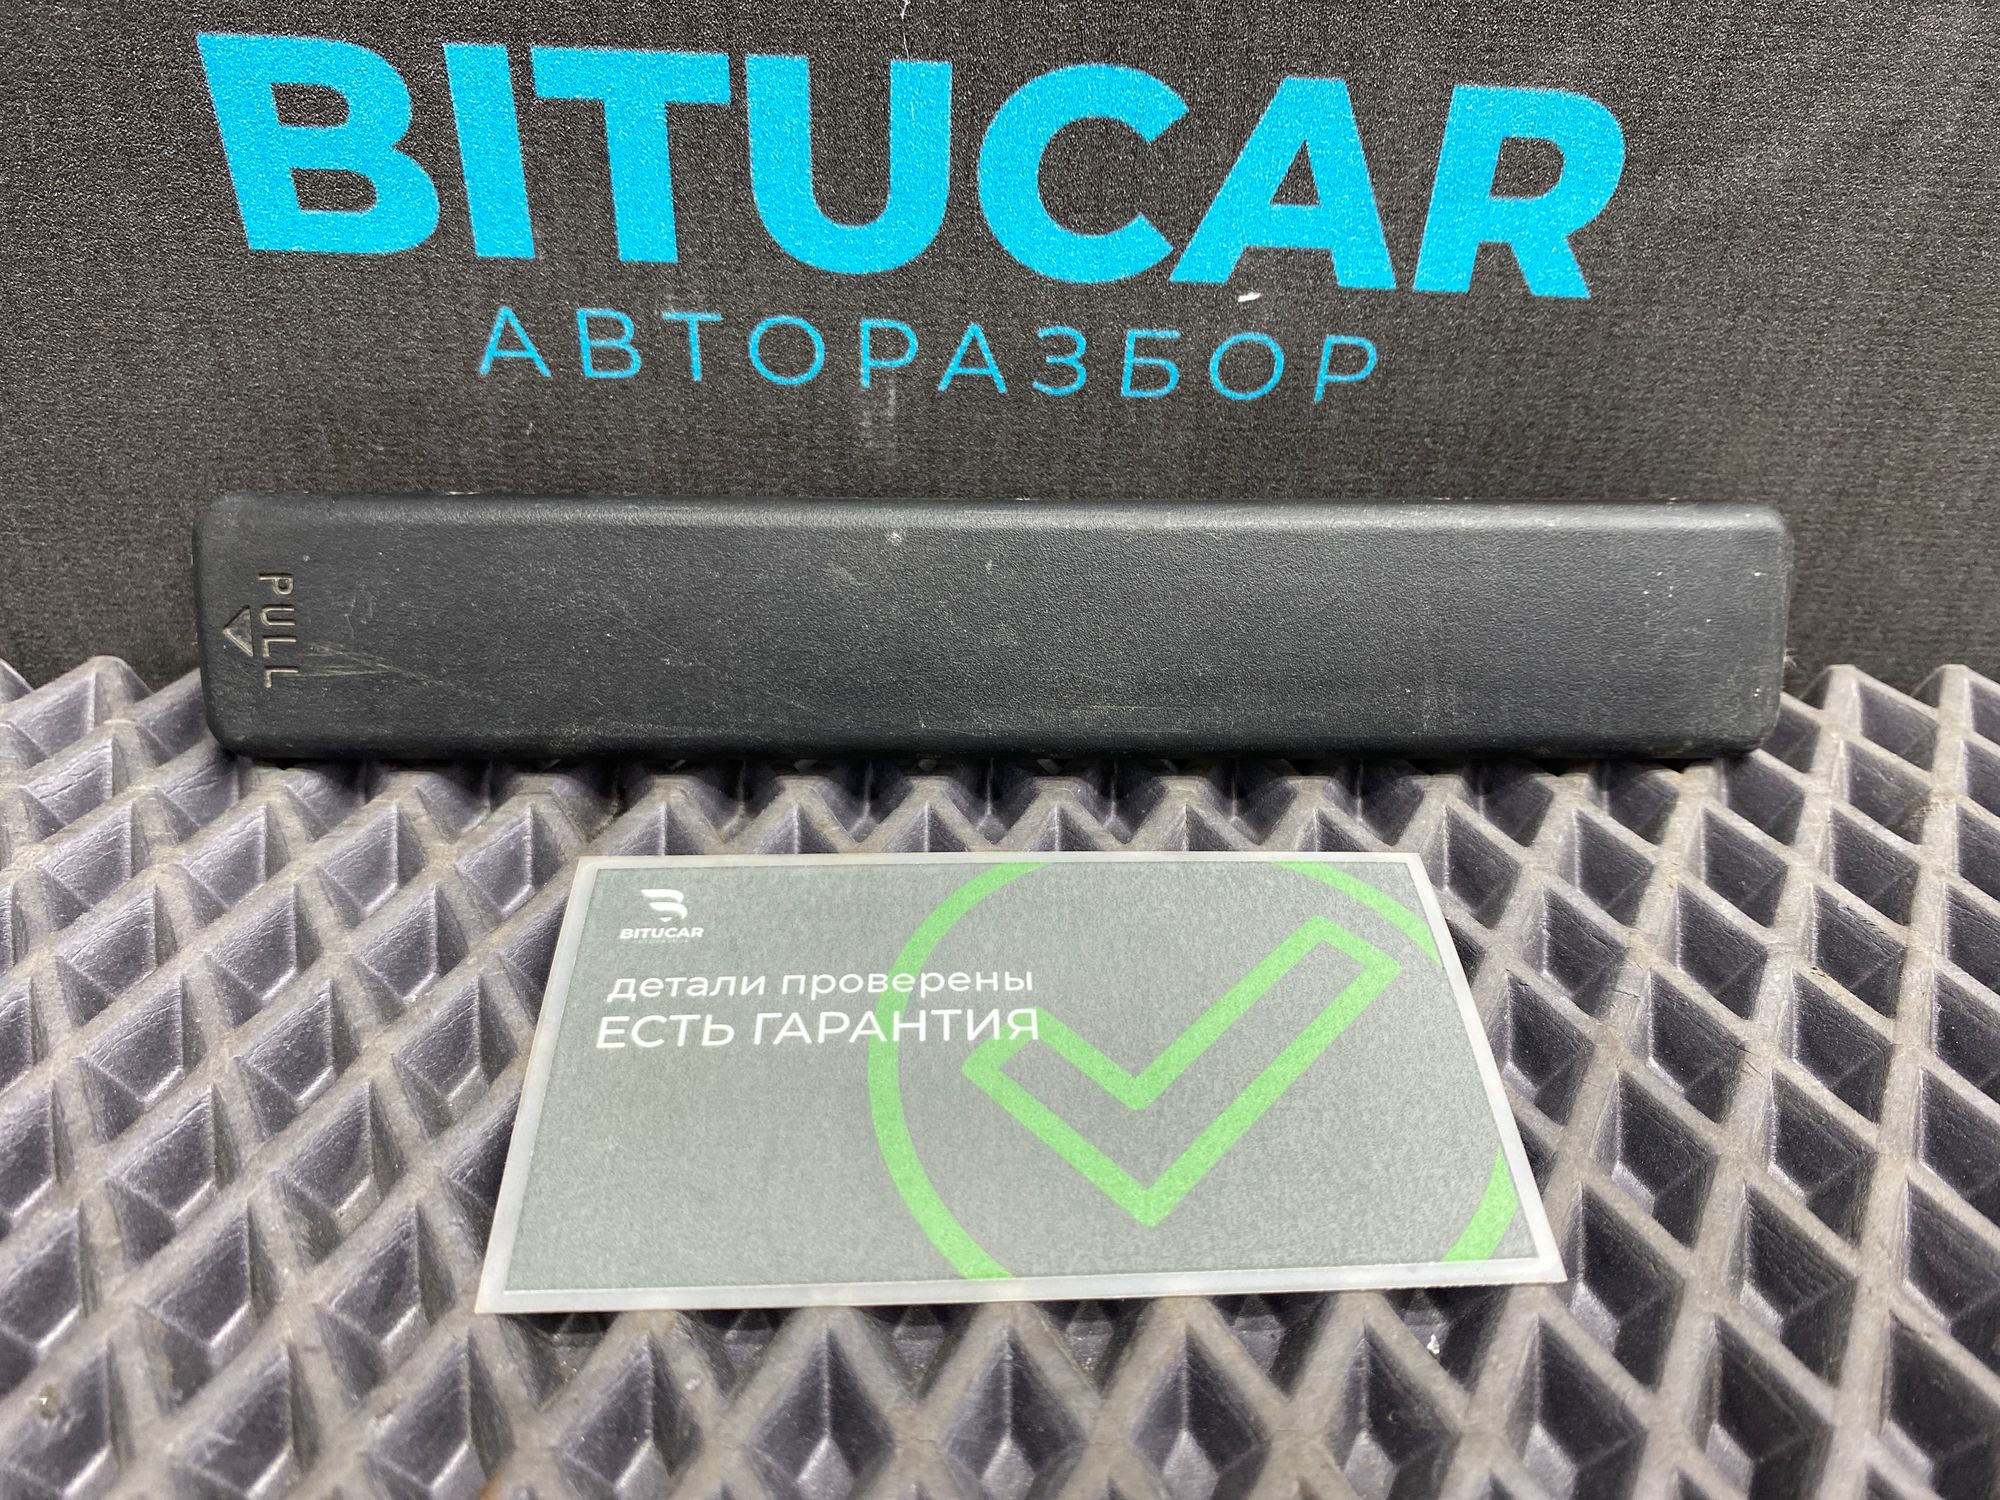 BITUCAR
АВТОРАЗБОР
PULL
BITUCAR
детали проверены
ЕСТЬ ГАРАНТИЯ